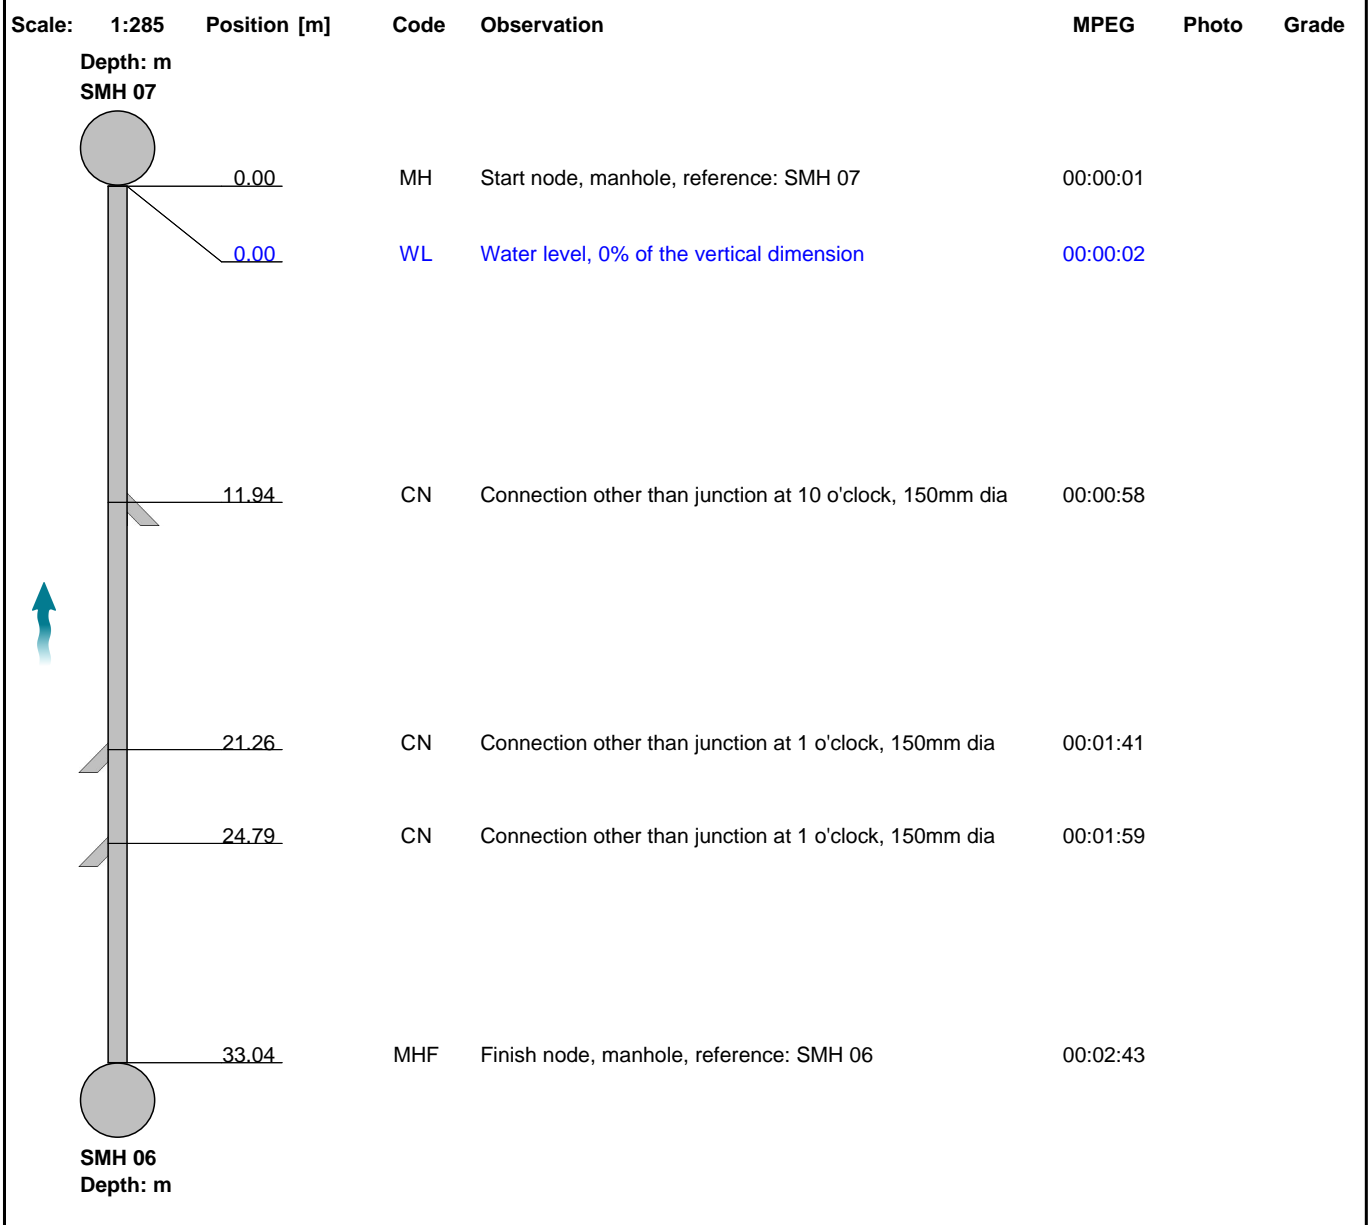 Scale: 1:285 Position [m] Code Observation MPEG Photo Grade
Depth: m
SMH 07
0.00 MH Start node, manhole, reference: SMH 07 00:00:01
0.00 WL Water level, 0% of the vertical dimension 00:00:02
11.94 CN Connection other than junction at 10 o'clock, 150mm dia 00:00:58
21.26 CN Connection other than junction at 1 o'clock, 150mm dia 00:01:41
24.79 CN Connection other than junction at 1 o'clock, 150mm dia 00:01:59
33.04 MHF Finish node, manhole, reference: SMH 06 00:02:43
SMH 06
Depth: m